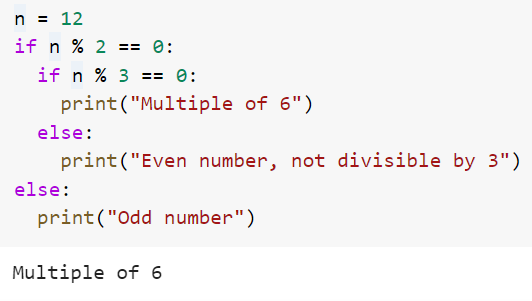 n = 12
if n % 2 == 0:
  if n % 3 == 0:
    print("Multiple of 6")
  else:
    print("Even number, not divisible by 3")
else:
  print("Odd number")
Multiple of 6